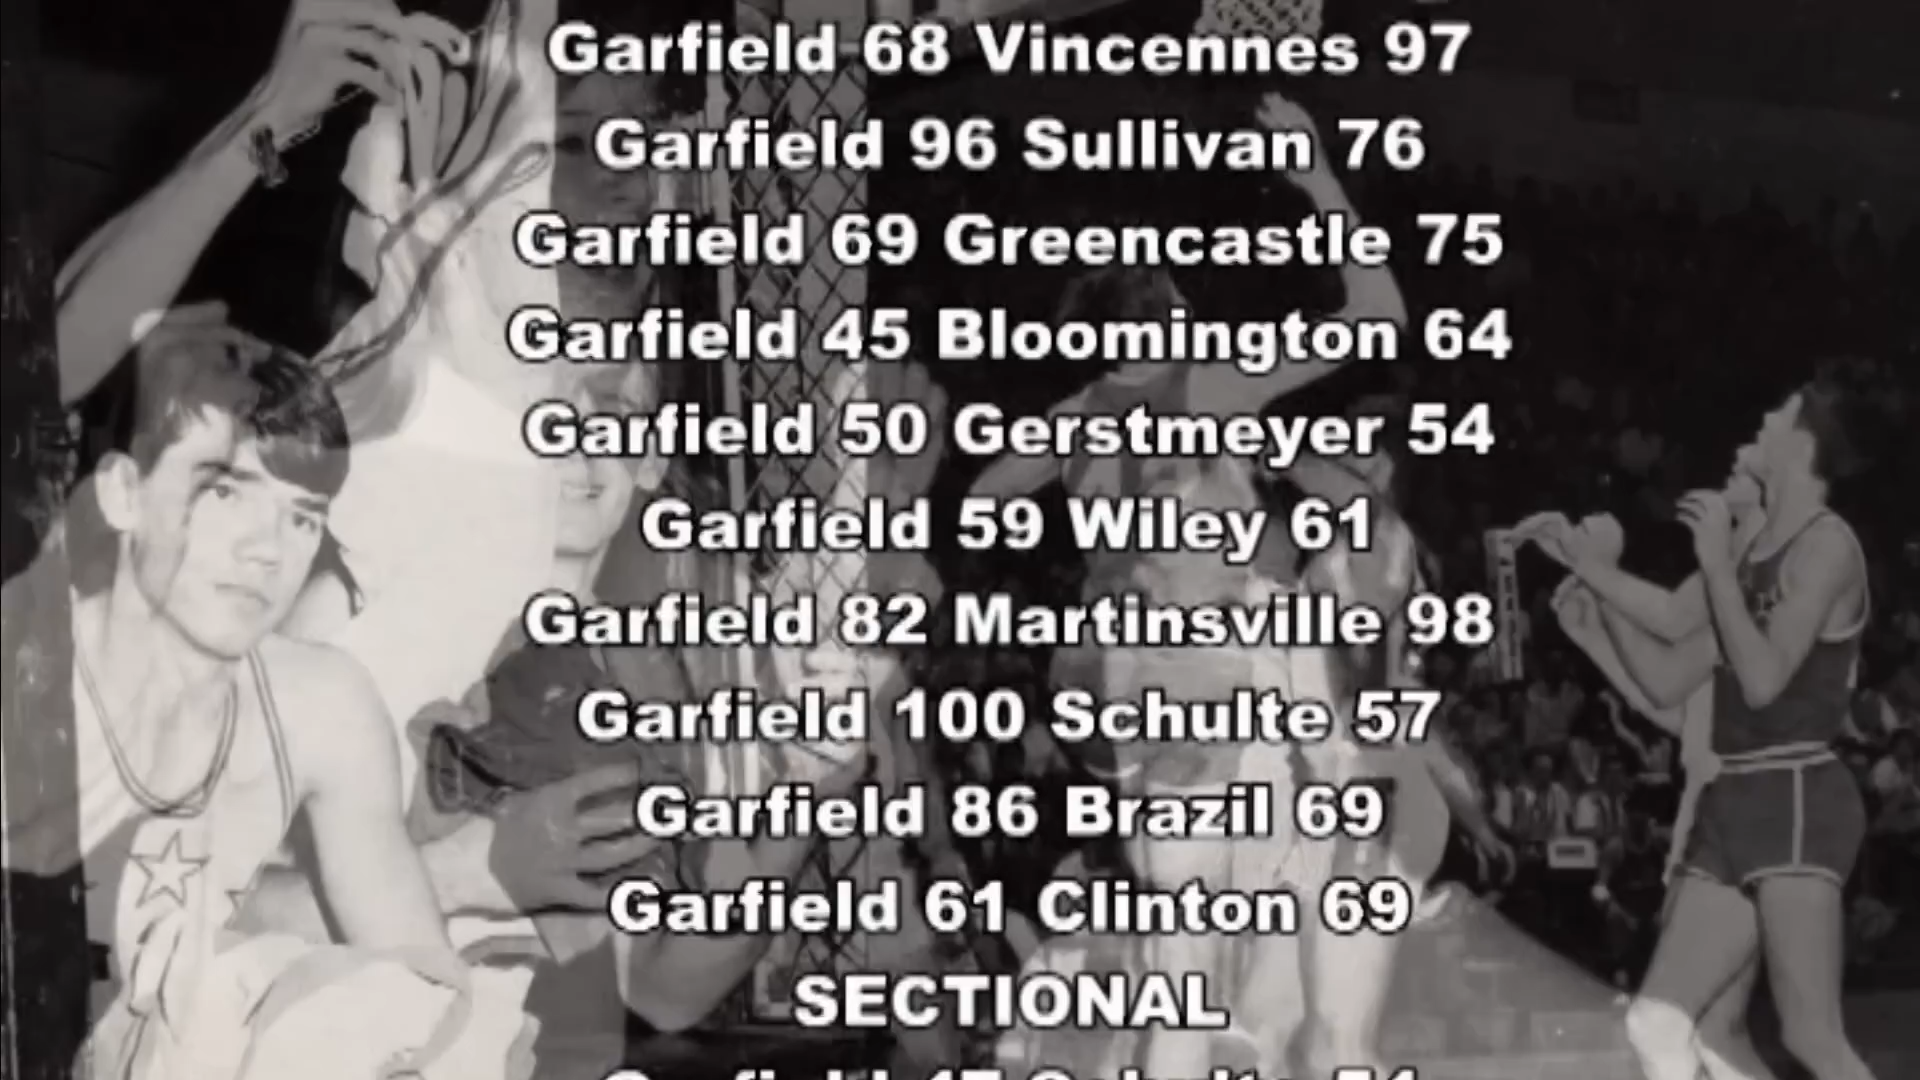 Garfield 68 Vincennes 97
Garfield 96 Sullivan 76
Garfield 69 Greencastle 75
Garfield 45 Bloomington 64
Garfield 50 Gerstmeyer 54
Garfield 59 Wiley 61
Garfield 82 Martinsville 98
Garfield 100 Schulte 57
Garfield 86 Brazil 69
Garfield 61 Clinton 69
SECTIONAL